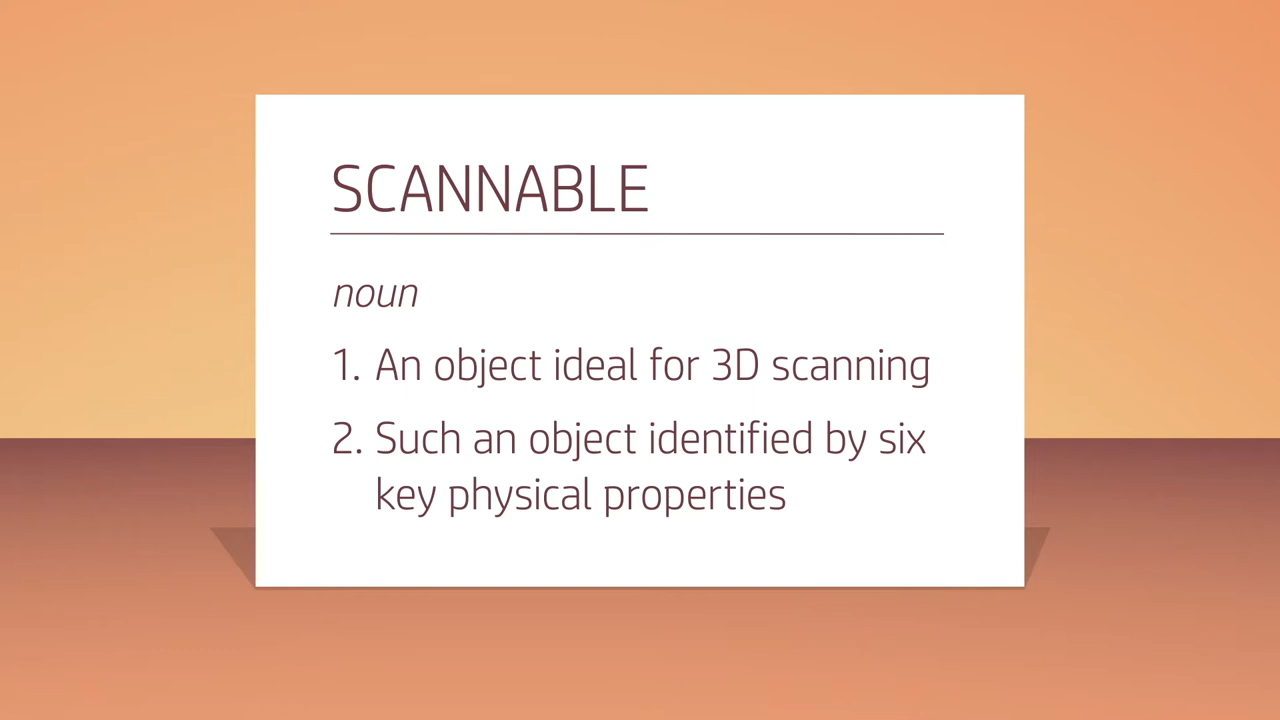 SCANNABLE
noun
1. An object ideal for 3D scanning
2. Such an object identified by six
key physical properties